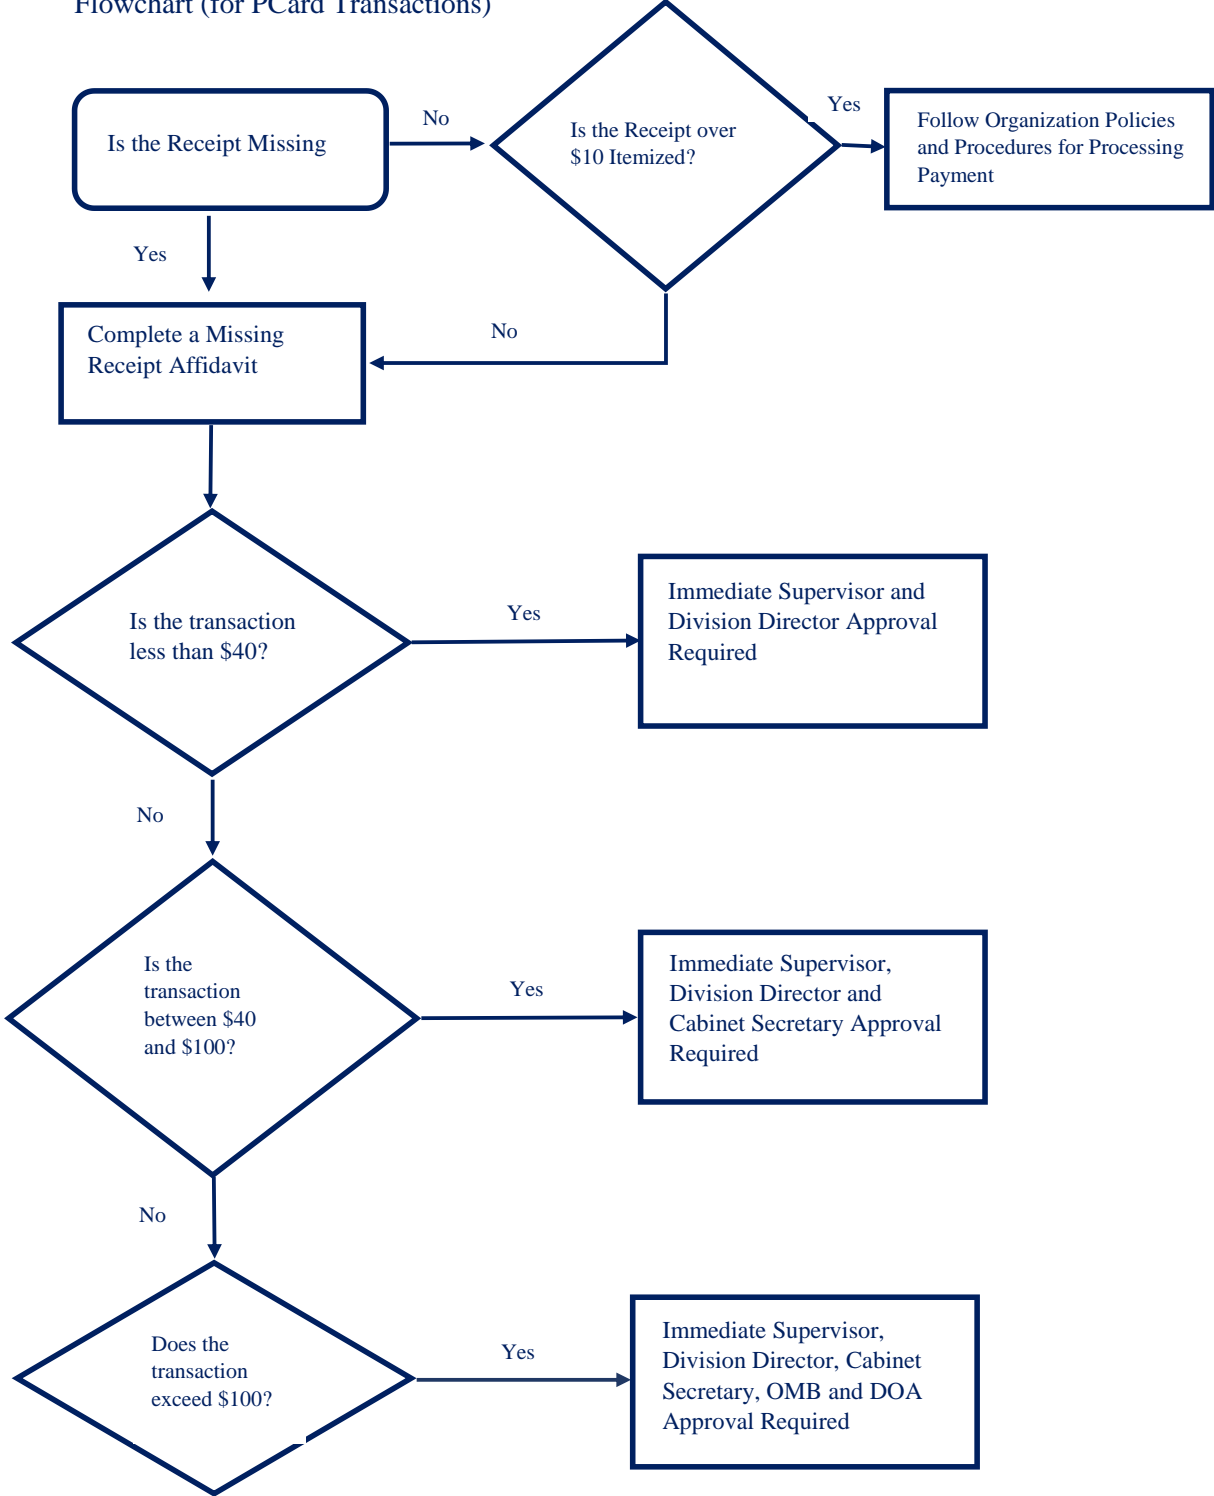 Flowchart (for PCard Transactions)
Is the Receipt Missing
No
Is the Receipt over
$10 Itemized?
Yes
Follow Organization Policies
and Procedures for Processing
Payment
Yes
Complete a Missing
Receipt Affidavit
No
Is the transaction
less than $40?
Yes
Immediate Supervisor and
Division Director Approval
Required
No
Is the
transaction
between $40
and $100?
Yes
Immediate Supervisor,
Division Director and
Cabinet Secretary Approval
Required
No
Does the
transaction
exceed $100?
Yes
Immediate Supervisor,
Division Director, Cabinet
Secretary, OMB and DOA
Approval Required